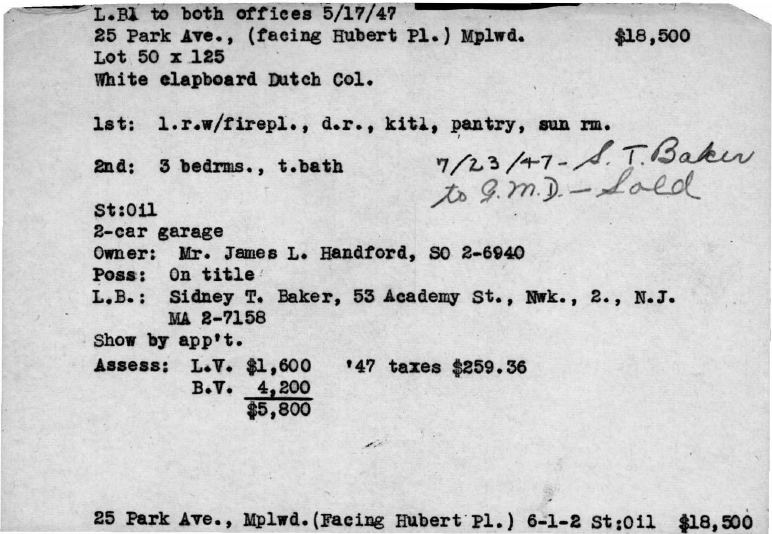 L.Bl to both offices 5/17/47
25 Park Ave., (facing Hubert Pl.) Mplwd. $18,500
Lot 50 x 125
White clapboard Dutch Col.
1st: l.r.w/firepl., d.r., kitl, pantry, sun rm.
2nd: 3 bedrms., t.bath
7/23/47- S. T. Baker
to G.M.D. - Sold
St:Oil
2-car garage
Owner: Mr. James L. Handford, SO 2-6940
Poss: On title
L.B.: Sidney T. Baker, 53 Academy St., Nwk., 2., N.J.
MA 2-7158
Show by app't.
Assess: L.V. $1,600 '47 taxes $259.36
B.V. 4,200
$5,800
25 Park Ave., Mplwd.(Facing Hubert Pl.) 6-1-2 St:Oil $18,500